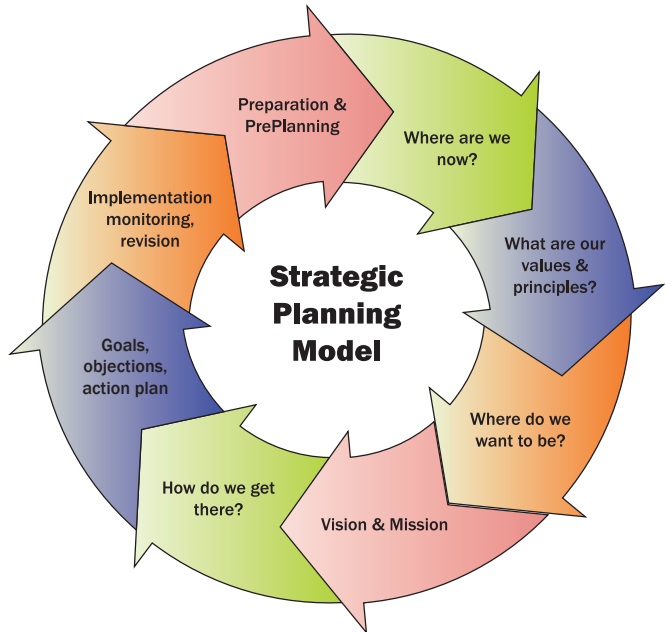 Strategic
Planning
Model
Preparation &
PrePlanning
Where are we
now?
What are our
values &
principles?
Where do we
want to be?
Vision & Mission
How do we get
there?
Goals,
objections,
action plan
Implementation
monitoring,
revision